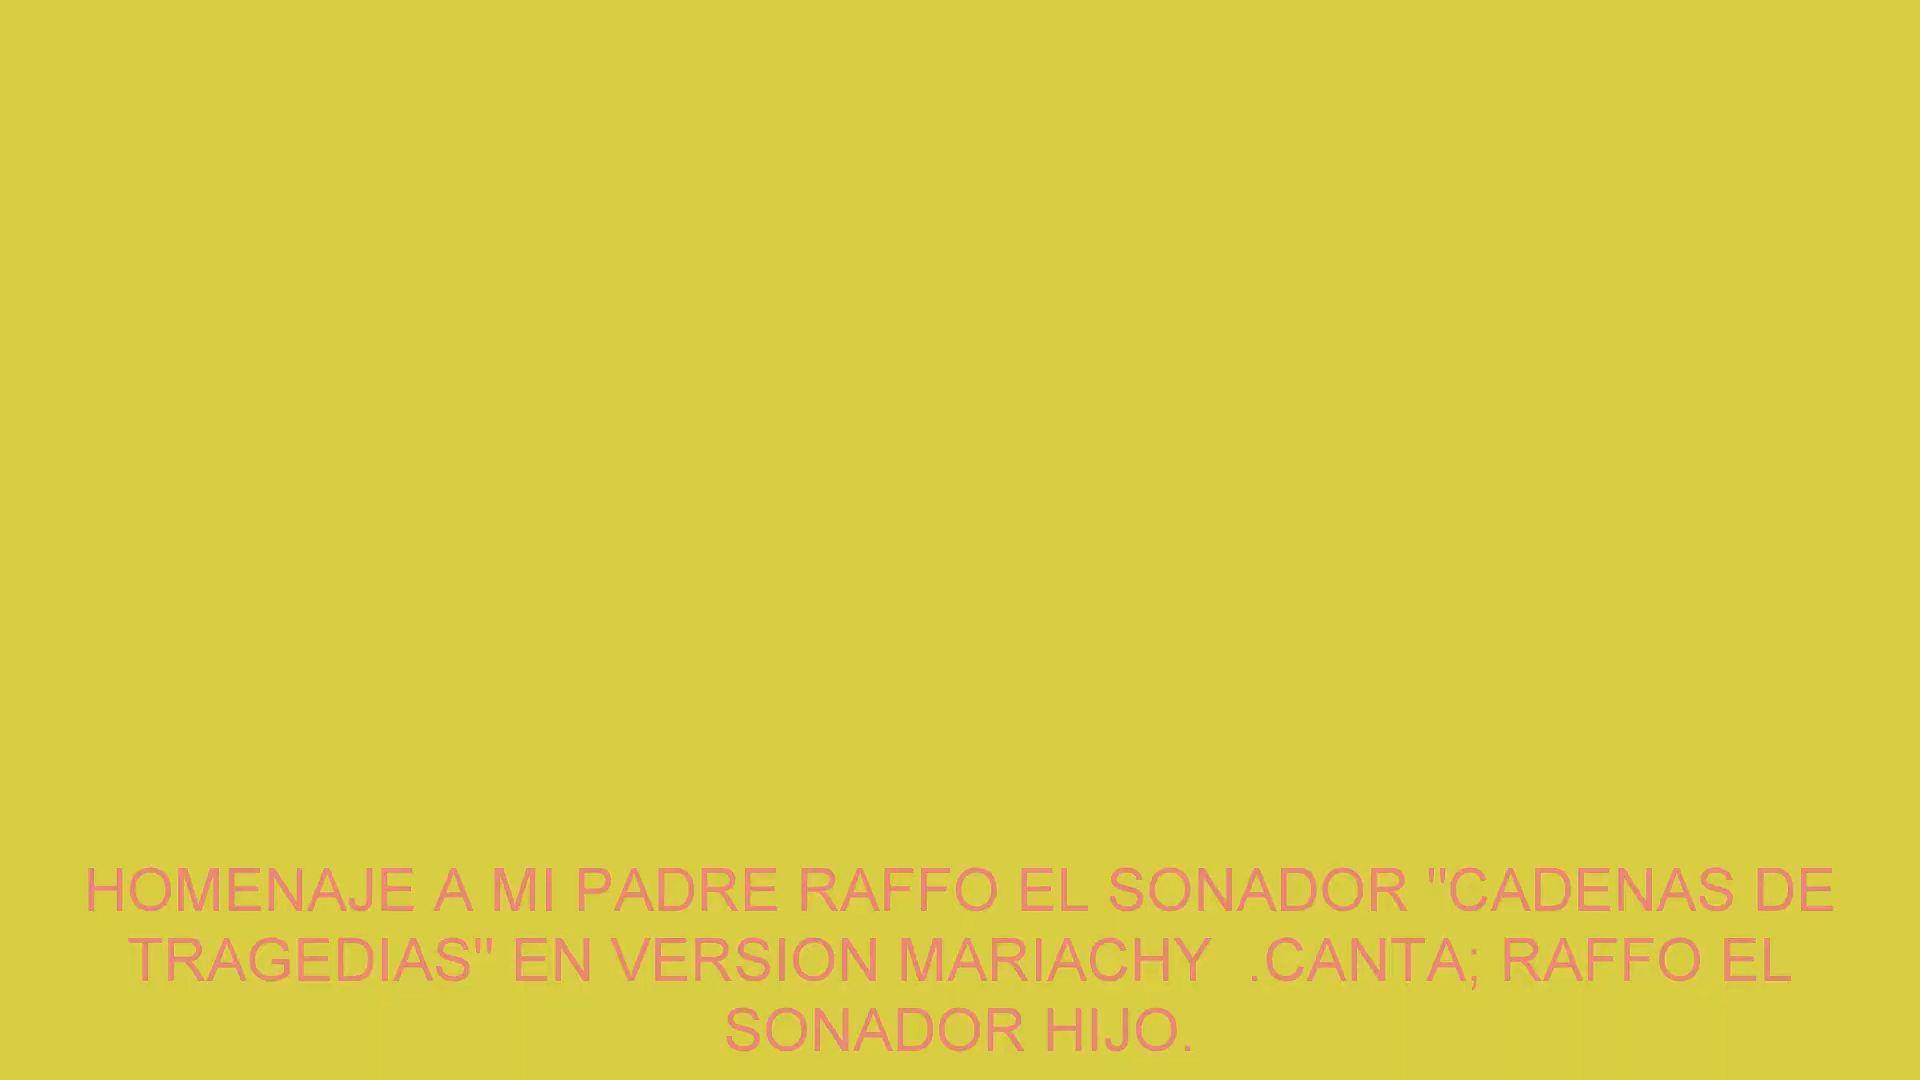 HOMENAJE A MI PADRE RAFFO EL SONADOR "CADENAS DE
TRAGEDIAS" EN VERSION MARIACHY  .CANTA; RAFFO EL
SONADOR HIJO.